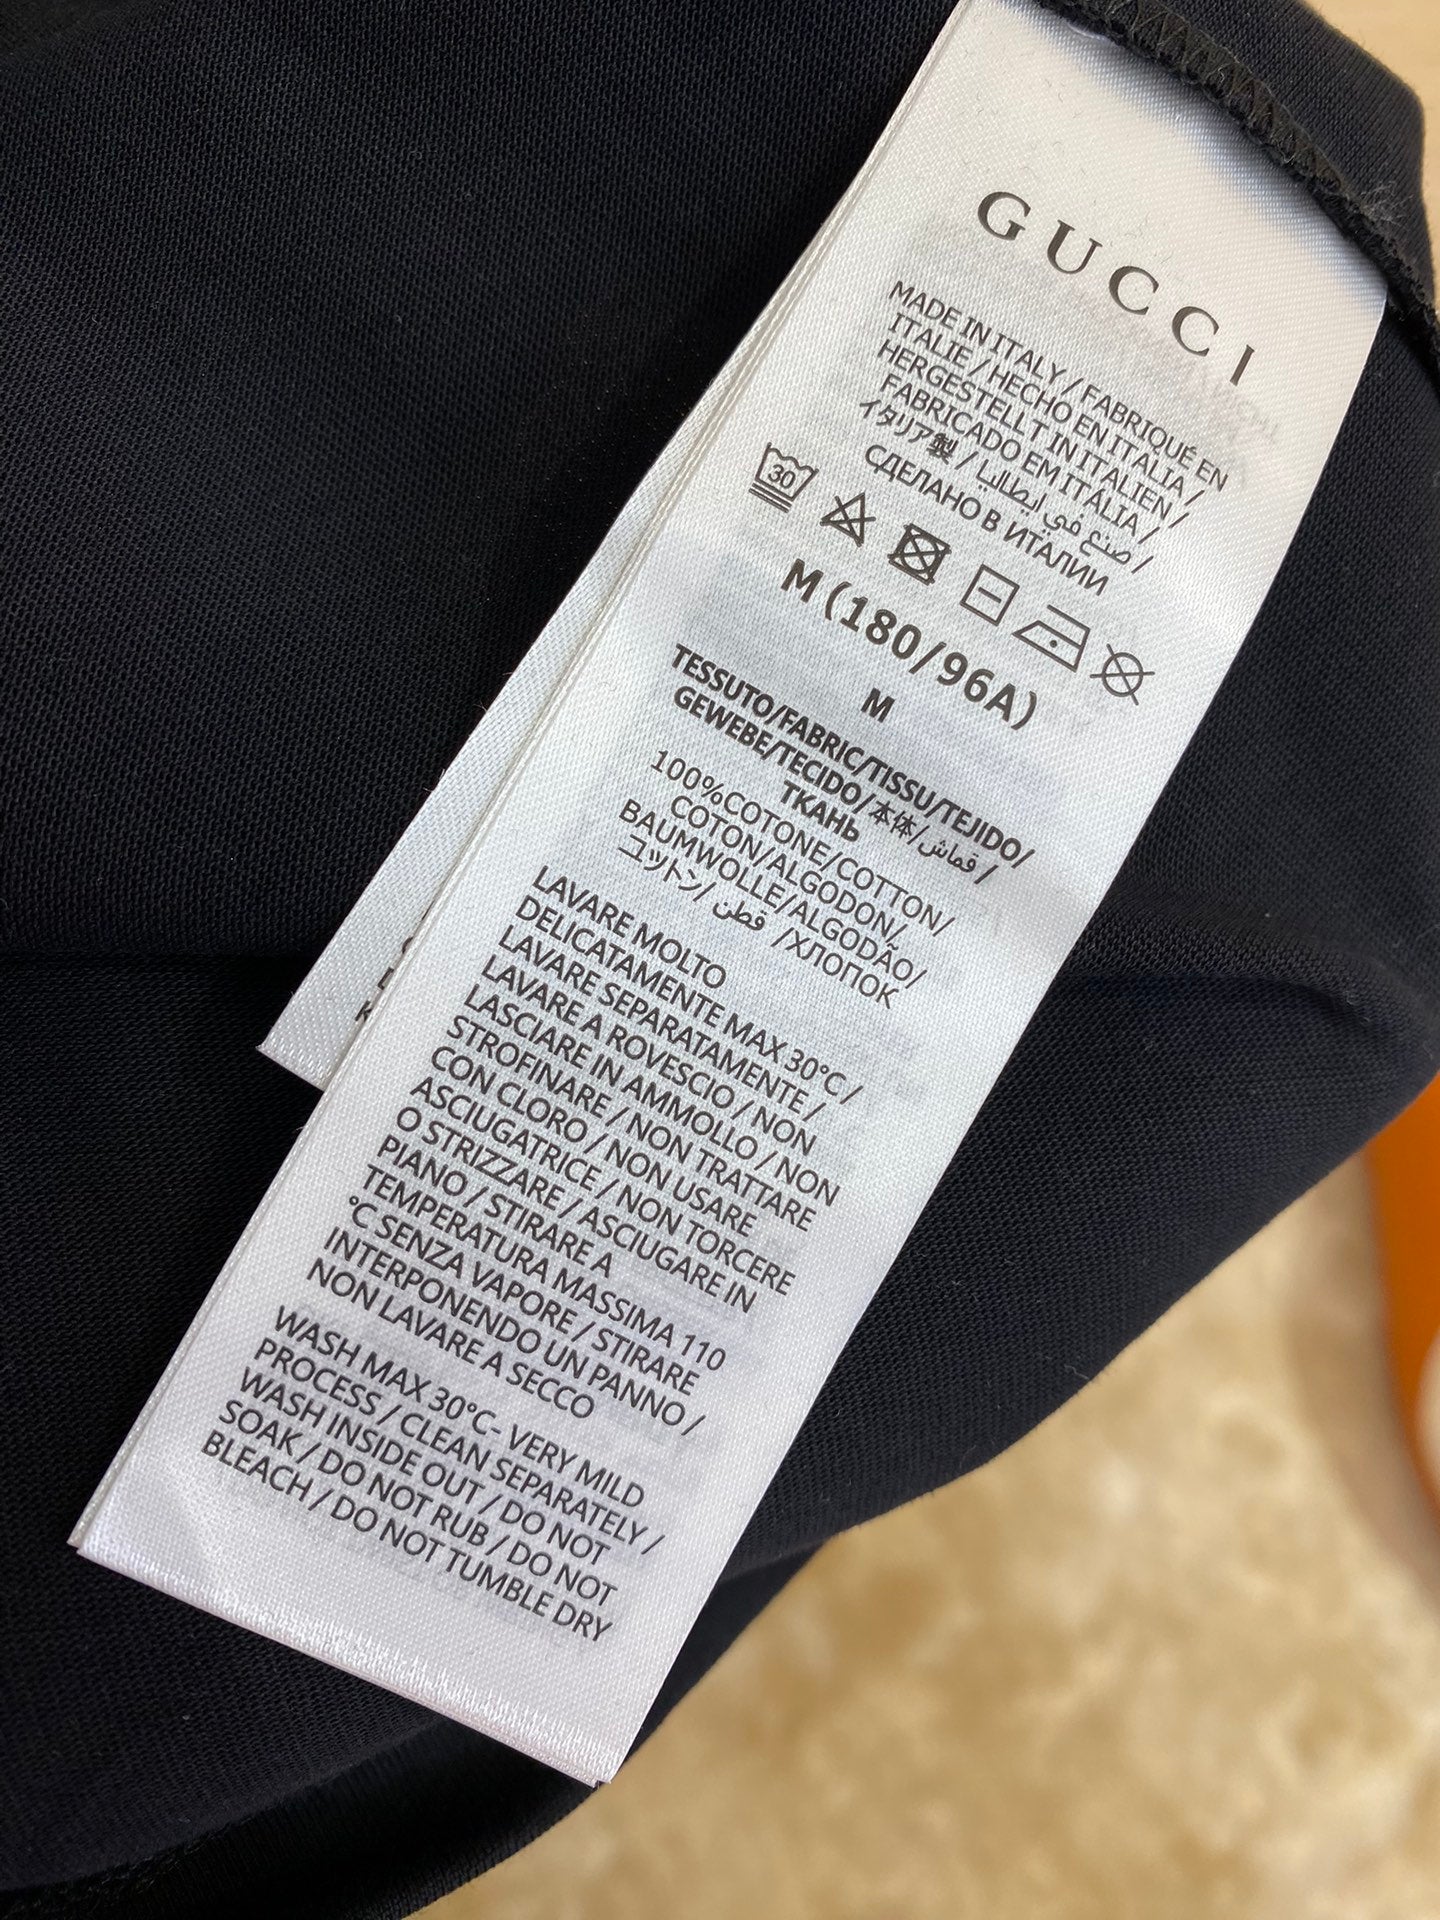 GUCCI
MADE IN ITALY / FABRIQUÉ EN
ITALIE / HECHO EN ITALIA /
HERGESTELLT IN ITALIEN /
FABRICADO EM ITÁLIA /
イタリア製 / صنع في إيطاليا /
СДЕЛАНО В ИТАЛИИ
30
M(180/96A)
M
TESSUTO/FABRIC/TISSU/TEJIDO/
GEWEBE/TECIDO/本体/قماش/
ТКАНЬ
100%COTONE/COTTON/
COTON/ALGODON/
BAUMWOLLE/ALGODÃO/
コットン/ قطن /ХЛОПОК
LAVARE MOLTO
DELICATAMENTE MAX 30°C /
LAVARE SEPARATAMENTE /
LAVARE A ROVESCIO / NON
LASCIARE IN AMMOLLO / NON
STROFINARE / NON TRATTARE
CON CLORO / NON USARE
ASCIUGATRICE / NON TORCERE
O STRIZZARE / ASCIUGARE IN
PIANO / STIRARE A
TEMPERATURA MASSIMA 110
°C SENZA VAPORE / STIRARE
INTERPONENDO UN PANNO /
NON LAVARE A SECCO
WASH MAX 30°C- VERY MILD
PROCESS / CLEAN SEPARATELY /
WASH INSIDE OUT / DO NOT
SOAK / DO NOT RUB / DO NOT
BLEACH / DO NOT TUMBLE DRY